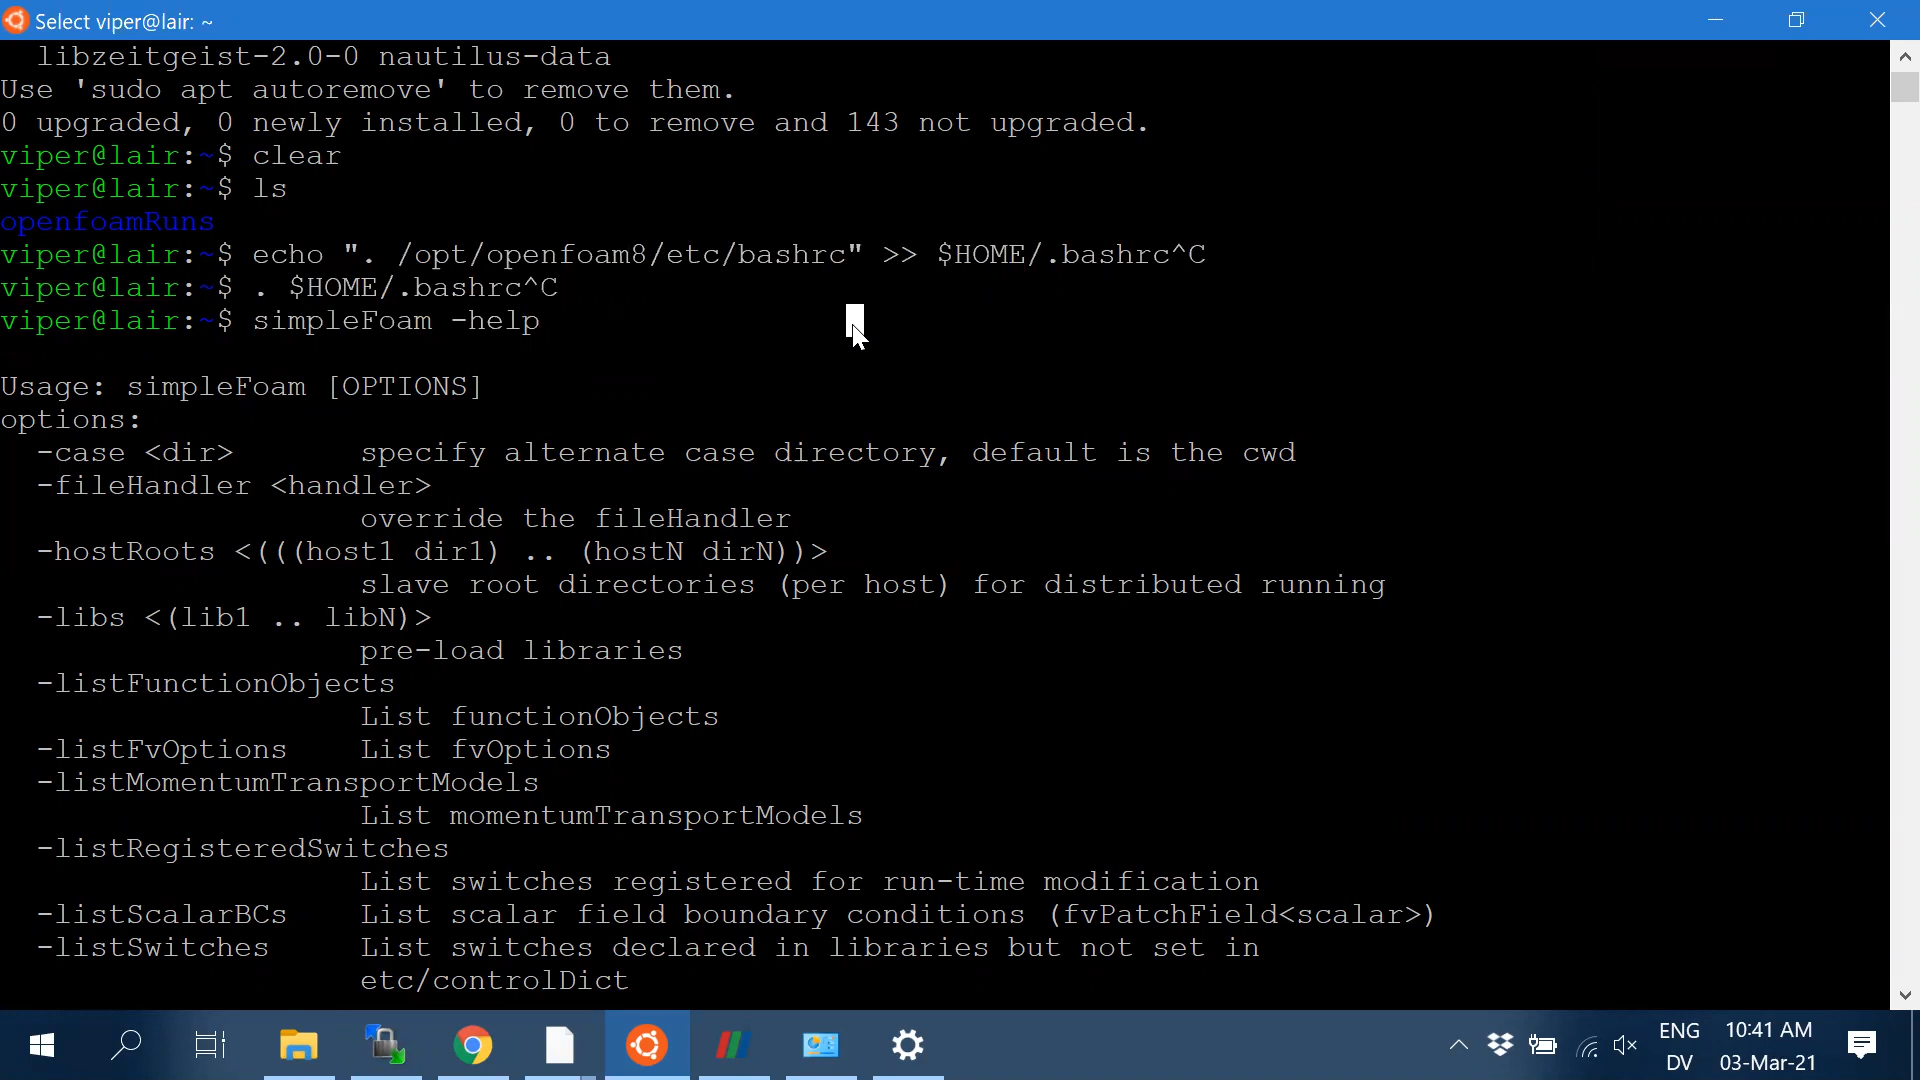 Select viper@lair: ~
libzeitgeist-2.0-0 nautilus-data
Use 'sudo apt autoremove' to remove them.
0 upgraded, 0 newly installed, 0 to remove and 143 not upgraded.
viper@lair:~$ clear
viper@lair:~$ ls
openfoamRuns
viper@lair:~$ echo ". /opt/openfoam8/etc/bashrc" >> $HOME/.bashrc^C
viper@lair:~$ . $HOME/.bashrc^C
viper@lair:~$ simpleFoam -help
Usage: simpleFoam [OPTIONS]
options:
-case <dir> specify alternate case directory, default is the cwd
-fileHandler <handler>
override the fileHandler
-hostRoots <(((host1 dir1) .. (hostN dirN))>
slave root directories (per host) for distributed running
-libs <(lib1 .. libN)>
pre-load libraries
-listFunctionObjects
List functionObjects
-listFvOptions List fvOptions
-listMomentumTransportModels
List momentumTransportModels
-listRegisteredSwitches
List switches registered for run-time modification
-listScalarBCs List scalar field boundary conditions (fvPatchField<scalar>)
-listSwitches List switches declared in libraries but not set in
etc/controlDict
ENG 10:41 AM
DV 03-Mar-21